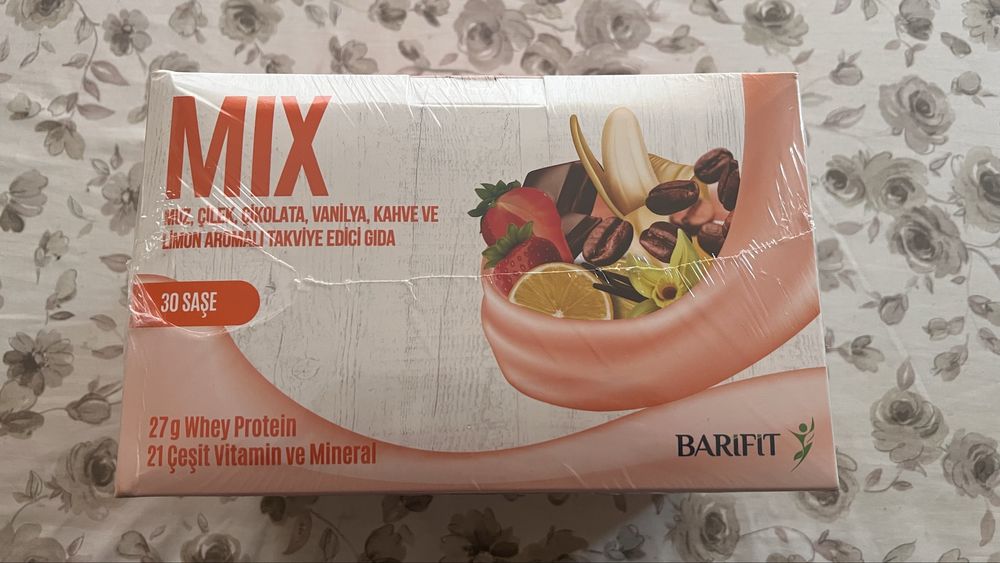 MIX
MUZ, ÇİLEK, ÇİKOLATA, VANİLYA, KAHVE VE
LİMON AROMALI TAKVİYE EDİCİ GIDA
30 SAŞE
27g Whey Protein
21 Çeşit Vitamin ve Mineral
BARİFİT